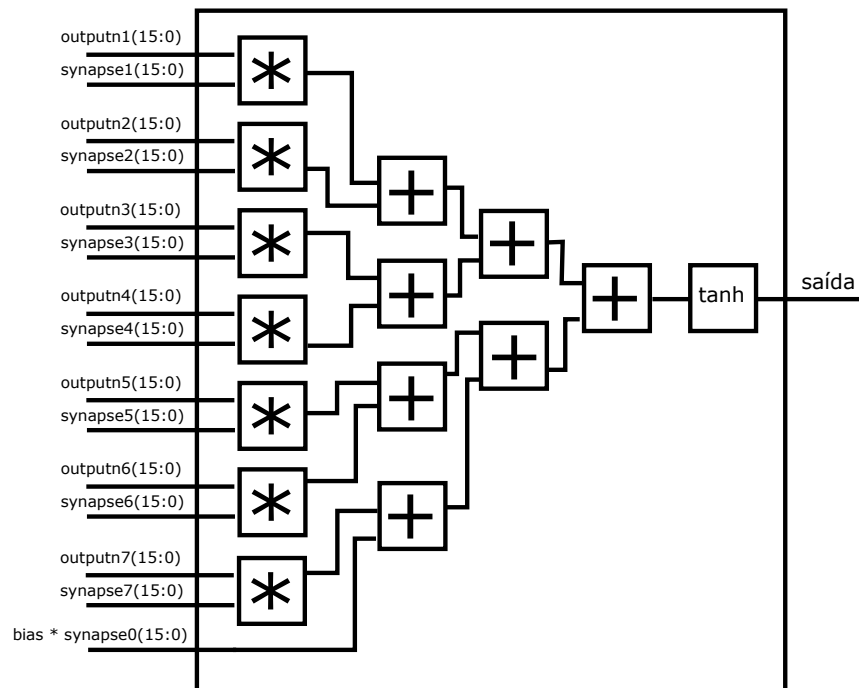 outputn1(15:0)
synapse1(15:0)
outputn2(15:0)
synapse2(15:0)
outputn3(15:0)
synapse3(15:0)
outputn4(15:0)
synapse4(15:0)
outputn5(15:0)
synapse5(15:0)
outputn6(15:0)
synapse6(15:0)
outputn7(15:0)
synapse7(15:0)
bias * synapse0(15:0)
*
*
*
*
*
*
*
+
+
+
+
+
+
+
tanh
saída